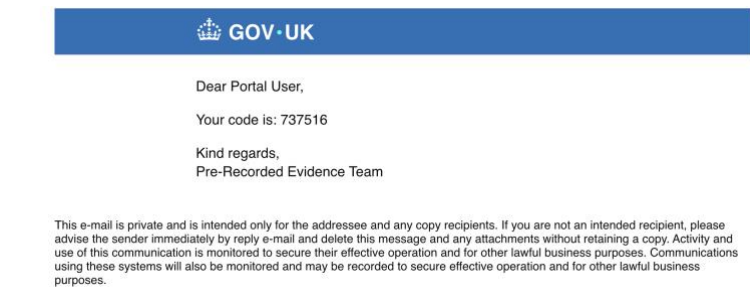 GOV·UK
Dear Portal User,
Your code is: 737516
Kind regards,
Pre-Recorded Evidence Team
This e-mail is private and is intended only for the addressee and any copy recipients. If you are not an intended recipient, please
advise the sender immediately by reply e-mail and delete this message and any attachments without retaining a copy. Activity and
use of this communication is monitored to secure their effective operation and for other lawful business purposes. Communications
using these systems will also be monitored and may be recorded to secure effective operation and for other lawful business
purposes.